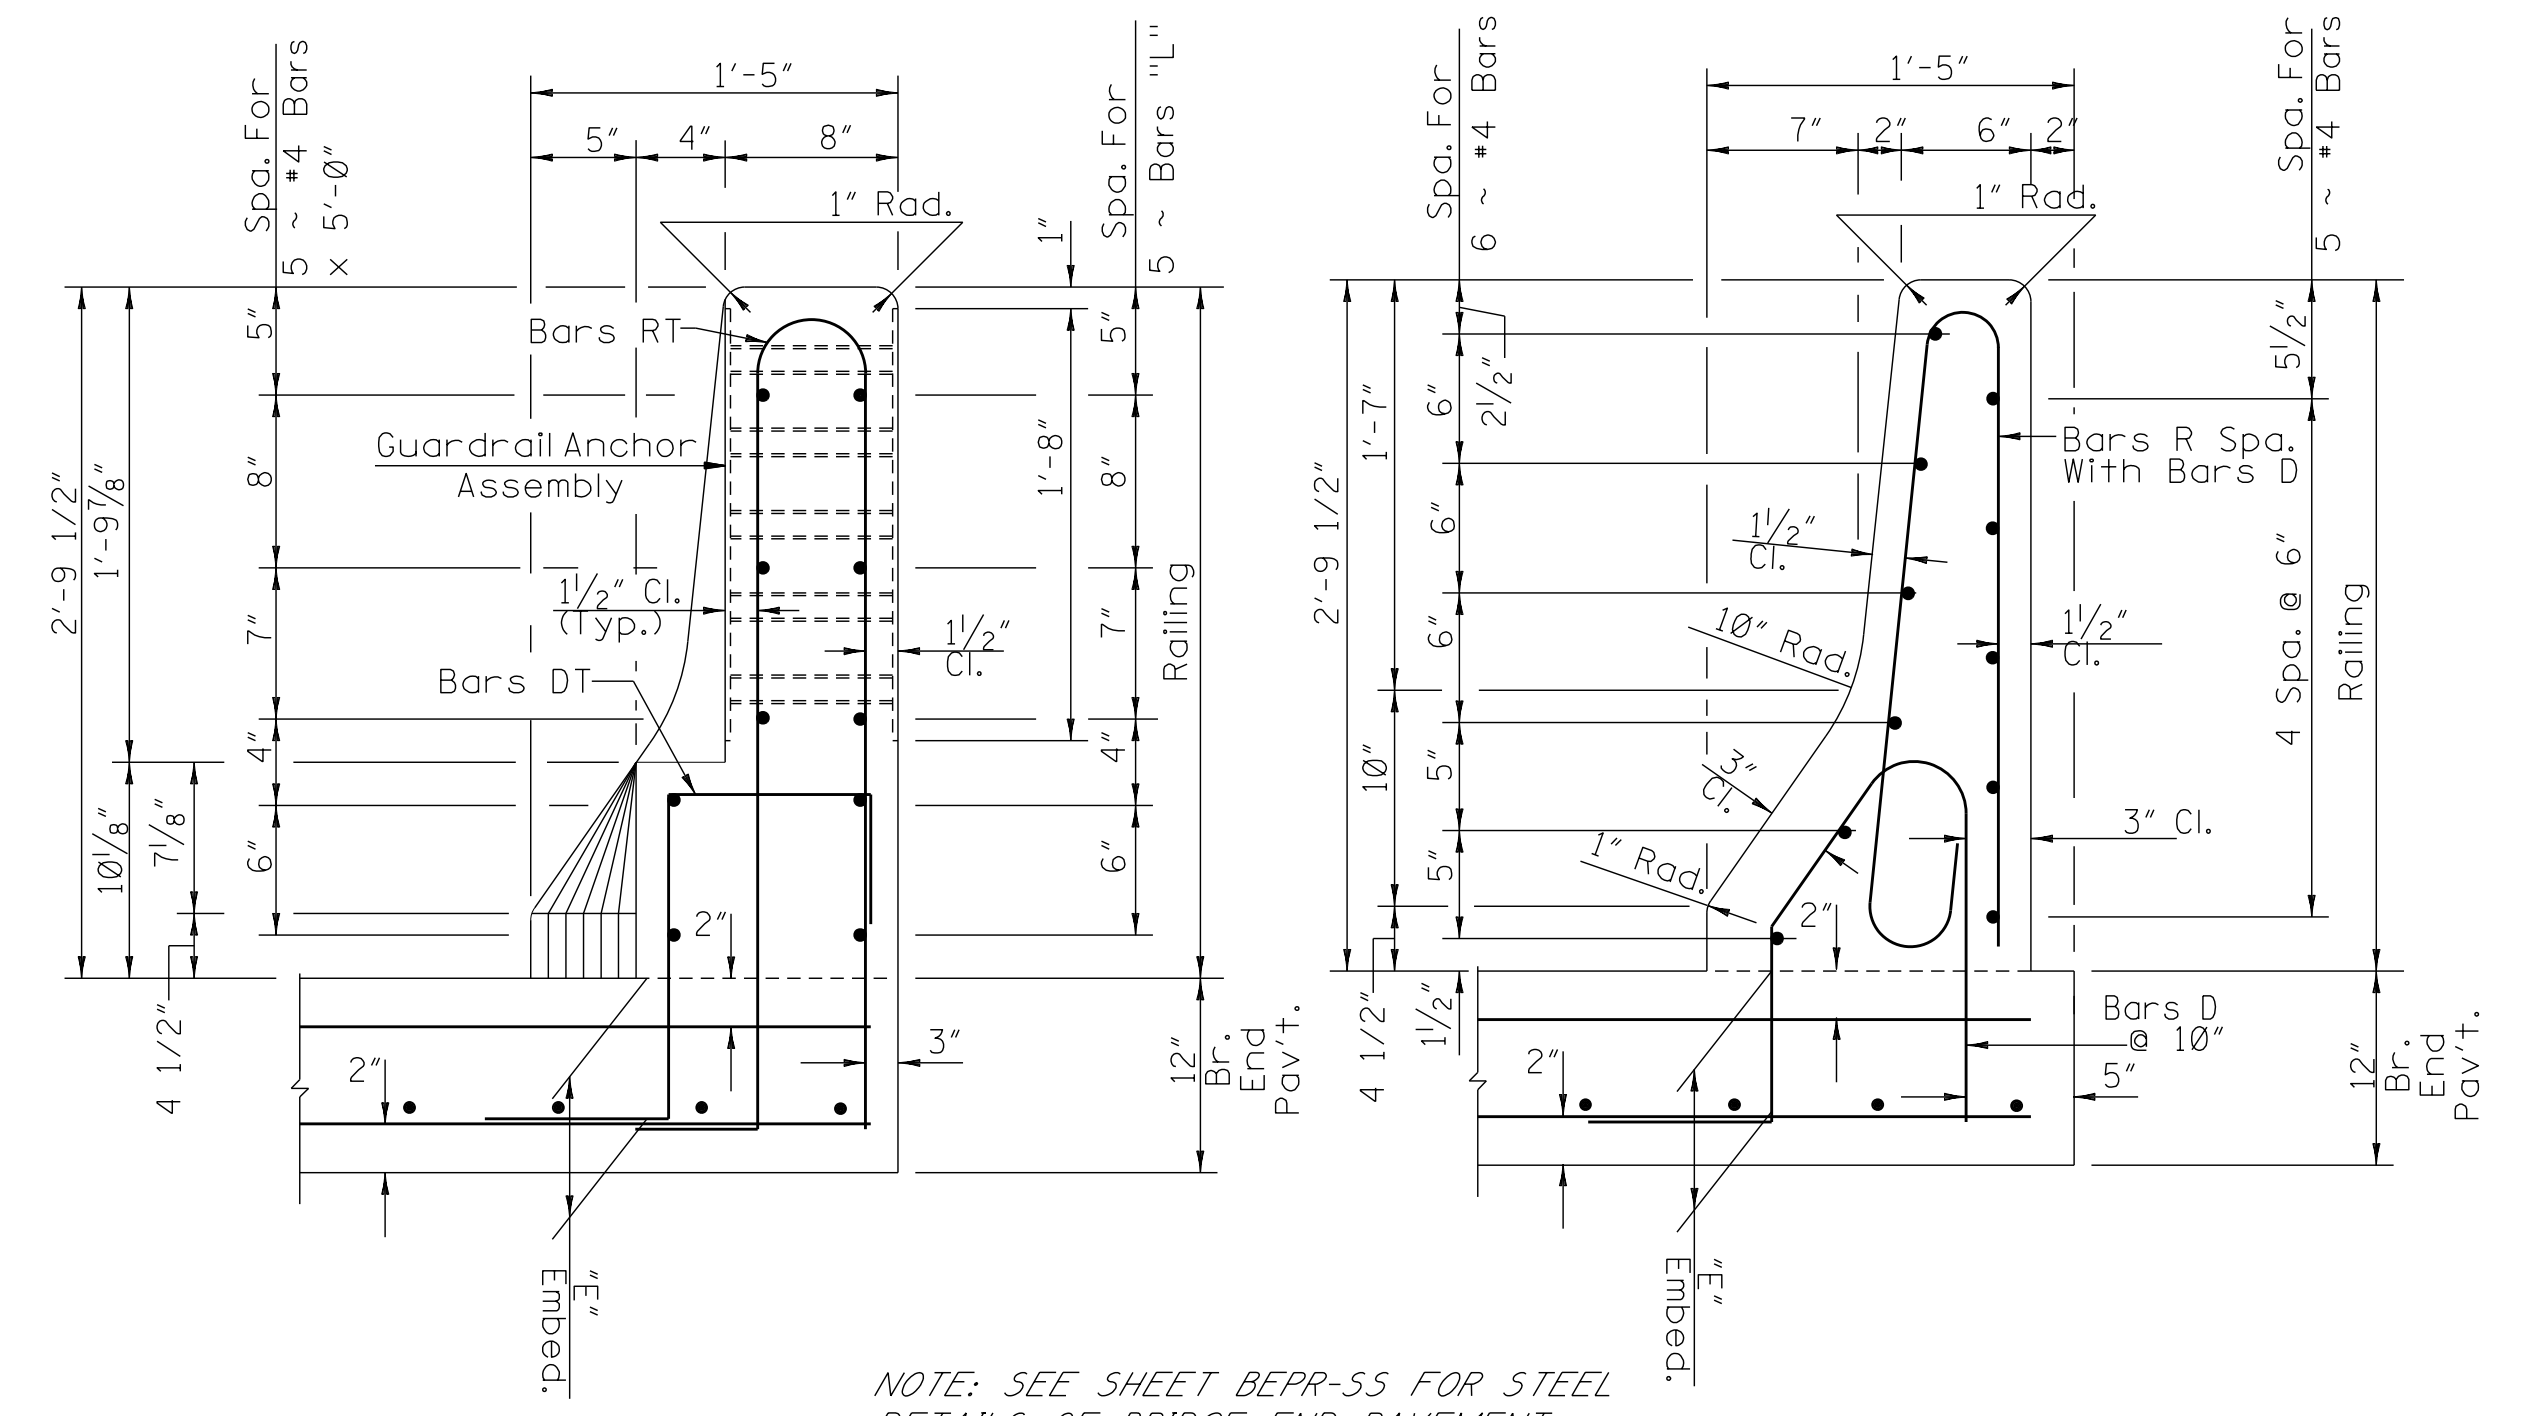 Spa. For
5 ~ #4 Bars
x 5'-0"
1'-5"
5"
4"
8"
1" Rad.
1"
Spa. For
5 ~ Bars "L"
2'-9 1/2"
1'-9 7/8"
10 1/8"
7 1/8"
4 1/2"
5"
8"
7"
4"
6"
Bars RT
Guardrail Anchor
Assembly
1 1/2" Cl.
(Typ.)
Bars DT
1 1/2"
Cl.
1'-8"
5"
8"
7"
4"
6"
Railing
2"
2"
3"
12"
Br.
End
Pav't.
"E"
Embed.
Spa. For
6 ~ #4 Bars
1'-5"
7"
2"
6"
2"
1" Rad.
Spa. For
5 ~ #4 Bars
2'-9 1/2"
1'-7"
10"
4 1/2"
2 1/2"
6"
6"
6"
5"
5"
1 1/2"
1 1/2"
Cl.
10" Rad.
3"
Cl.
1" Rad.
2"
5 1/2"
Bars R Spa.
With Bars D
4 Spa. @ 6"
1 1/2"
Cl.
3" Cl.
Railing
Bars D
@ 10"
5"
2"
12"
Br.
End
Pav't.
"E"
Embed.
NOTE: SEE SHEET BEPR-SS FOR STEEL
DETAILS OF BRIDGE END PAVEMENT